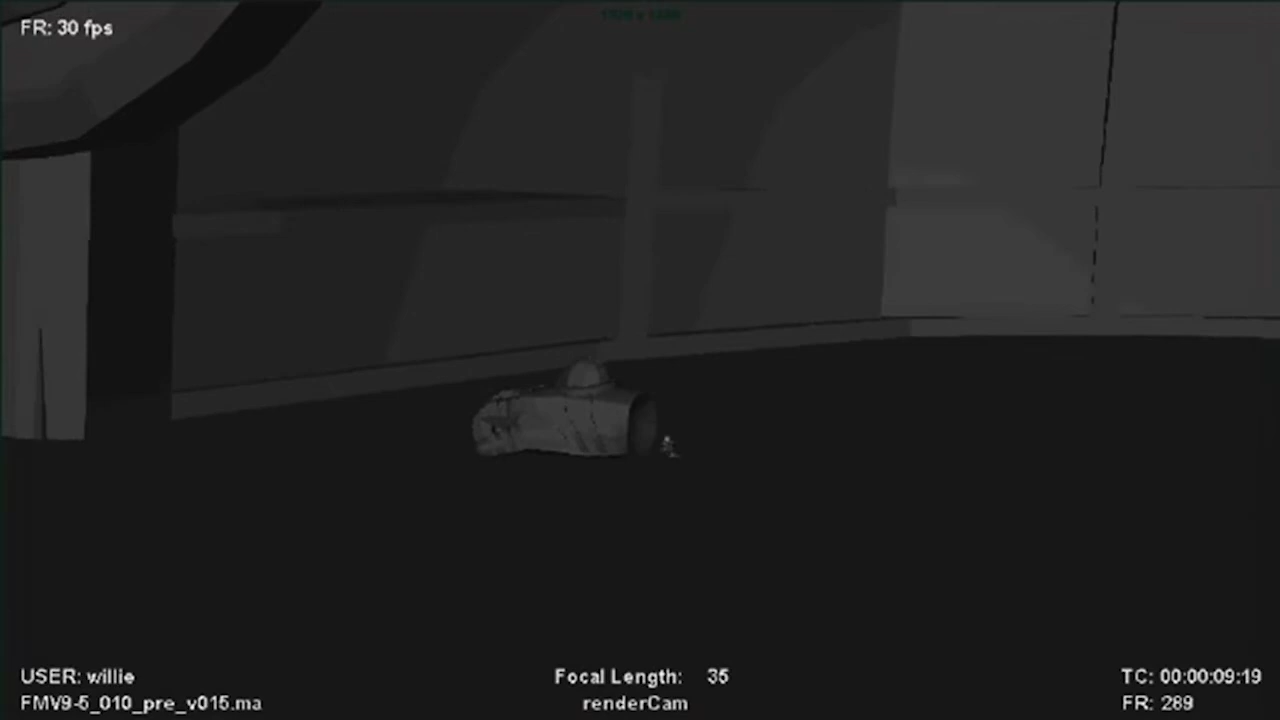 FR: 30 fps
USER: willie
FMV9-5_010_pre_v015.ma
Focal Length: 35
renderCam
TC: 00:00:09:19
FR: 289